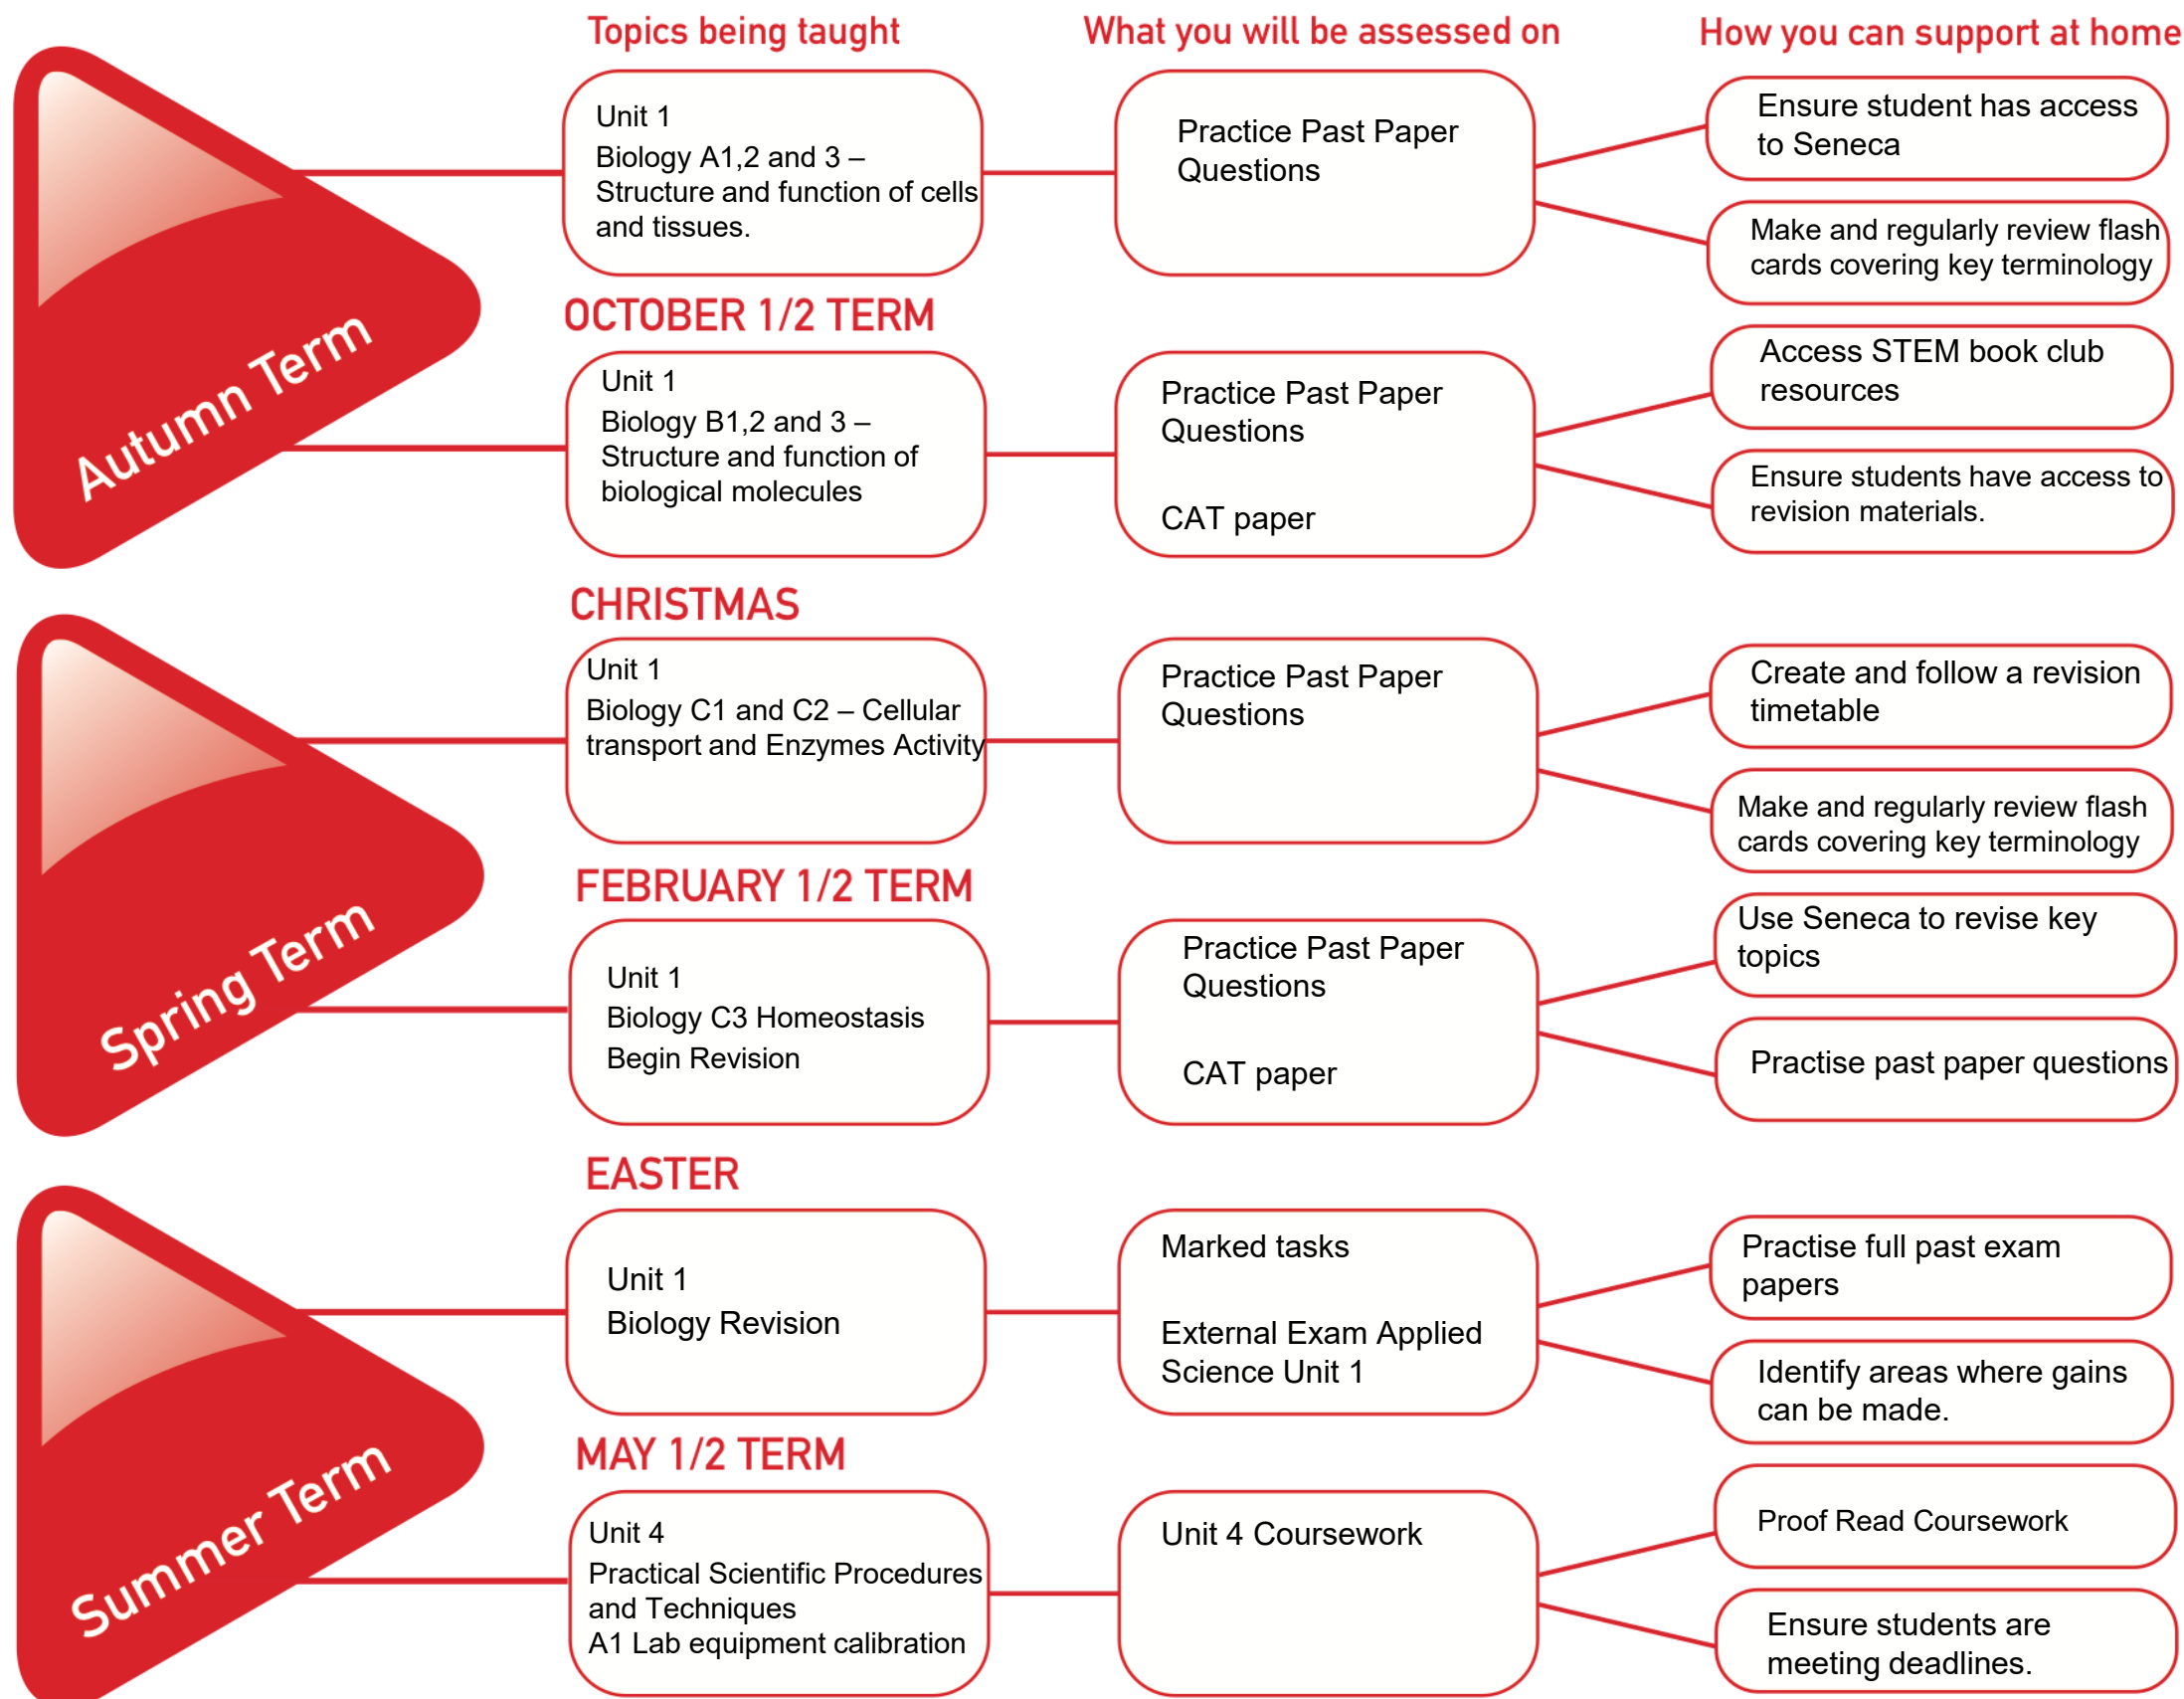 Topics being taught
What you will be assessed on
How you can support at home
Autumn Term
Unit 1
Biology A1,2 and 3 –
Structure and function of cells
and tissues.
Practice Past Paper
Questions
Ensure student has access
to Seneca
Make and regularly review flash
cards covering key terminology
OCTOBER 1/2 TERM
Unit 1
Biology B1,2 and 3 –
Structure and function of
biological molecules
Practice Past Paper
Questions
CAT paper
Access STEM book club
resources
Ensure students have access to
revision materials.
CHRISTMAS
Spring Term
Unit 1
Biology C1 and C2 – Cellular
transport and Enzymes Activity
Practice Past Paper
Questions
Create and follow a revision
timetable
Make and regularly review flash
cards covering key terminology
FEBRUARY 1/2 TERM
Unit 1
Biology C3 Homeostasis
Begin Revision
Practice Past Paper
Questions
CAT paper
Use Seneca to revise key
topics
Practise past paper questions
EASTER
Summer Term
Unit 1
Biology Revision
Marked tasks
External Exam Applied
Science Unit 1
Practise full past exam
papers
Identify areas where gains
can be made.
MAY 1/2 TERM
Unit 4
Practical Scientific Procedures
and Techniques
A1 Lab equipment calibration
Unit 4 Coursework
Proof Read Coursework
Ensure students are
meeting deadlines.